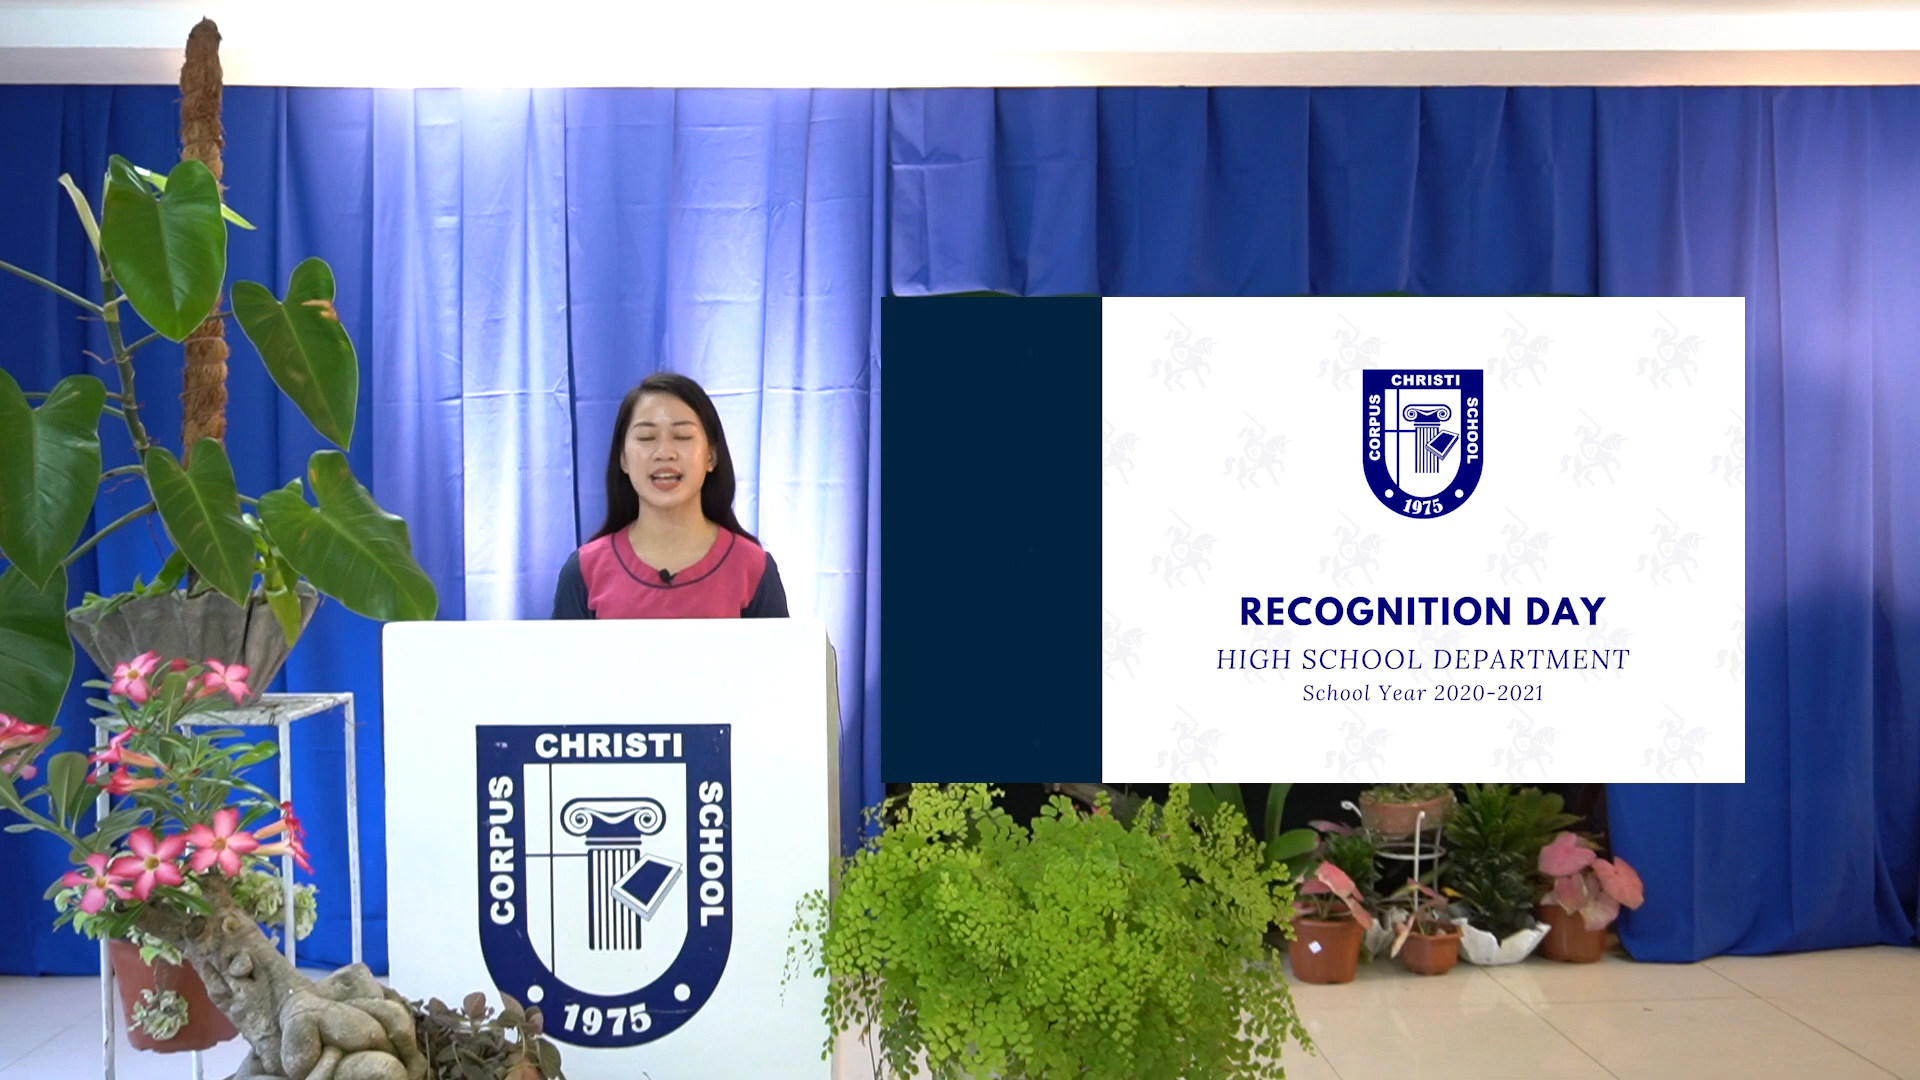 CHRISTI
CORPUS
SCHOOL
1975
CHRISTI
CORPUS
SCHOOL
1975
RECOGNITION DAY
HIGH SCHOOL DEPARTMENT
School Year 2020-2021